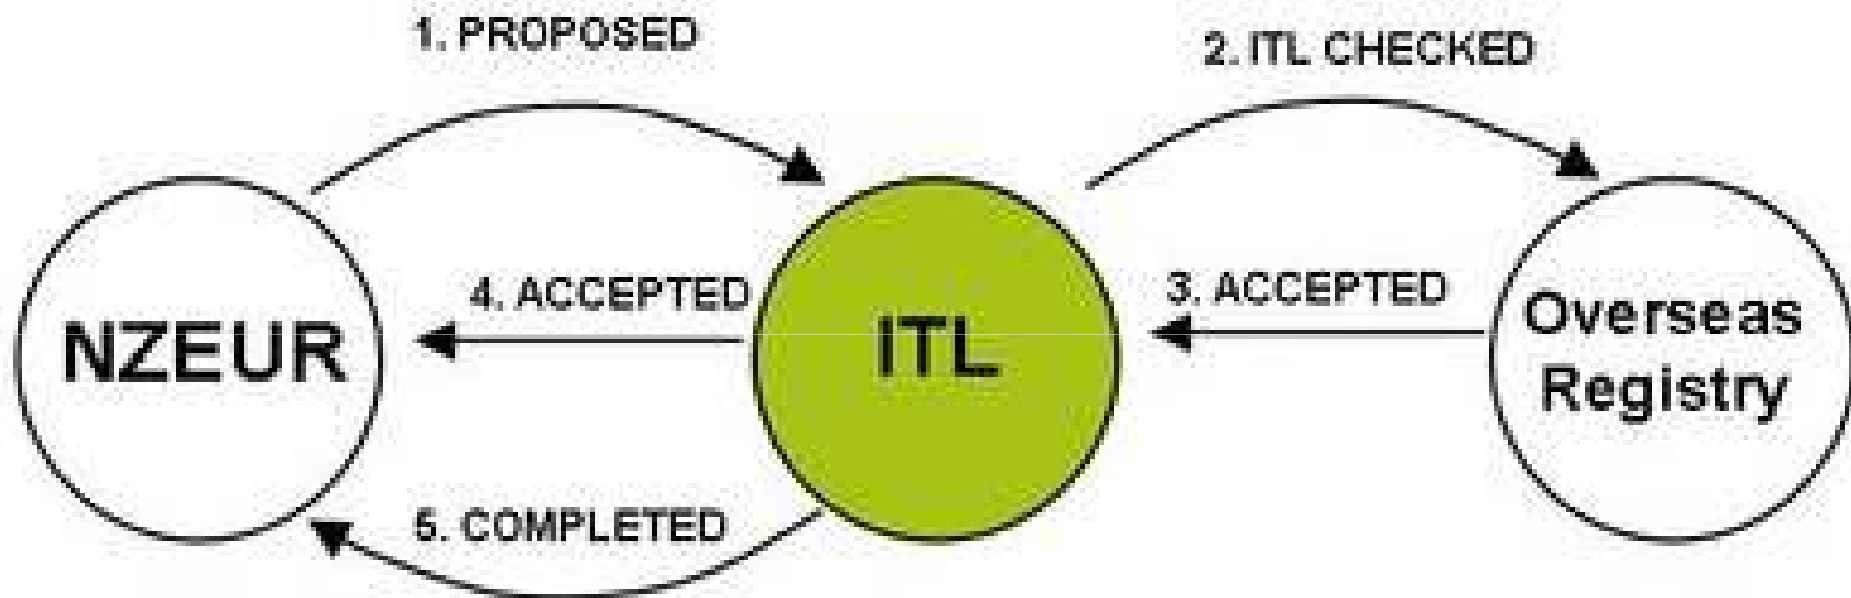 1. PROPOSED
2. ITL CHECKED
4. ACCEPTED
3. ACCEPTED
NZEUR
ITL
Overseas
Registry
5. COMPLETED